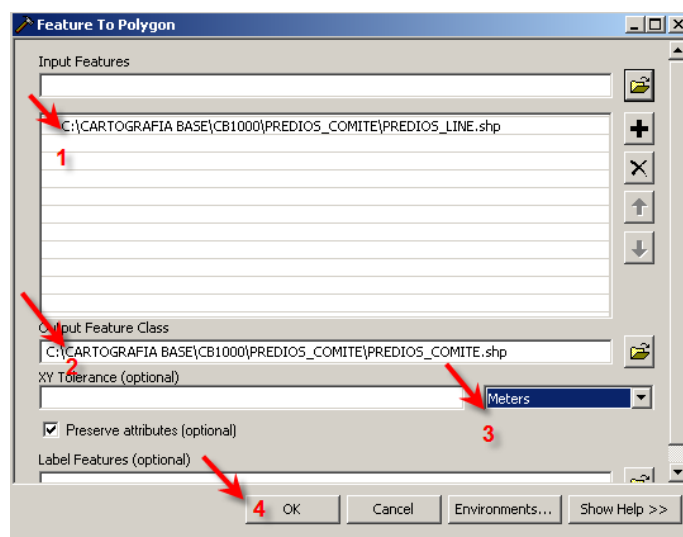 Feature To Polygon
Input Features
C:\CARTOGRAFIA BASE\CB1000\PREDIOS_COMITE\PREDIOS_LINE.shp
1
Output Feature Class
C:\CARTOGRAFIA BASE\CB1000\PREDIOS_COMITE\PREDIOS_COMITE.shp
2
XY Tolerance (optional)
Meters
3
Preserve attributes (optional)
Label Features (optional)
4 OK Cancel Environments... Show Help >>